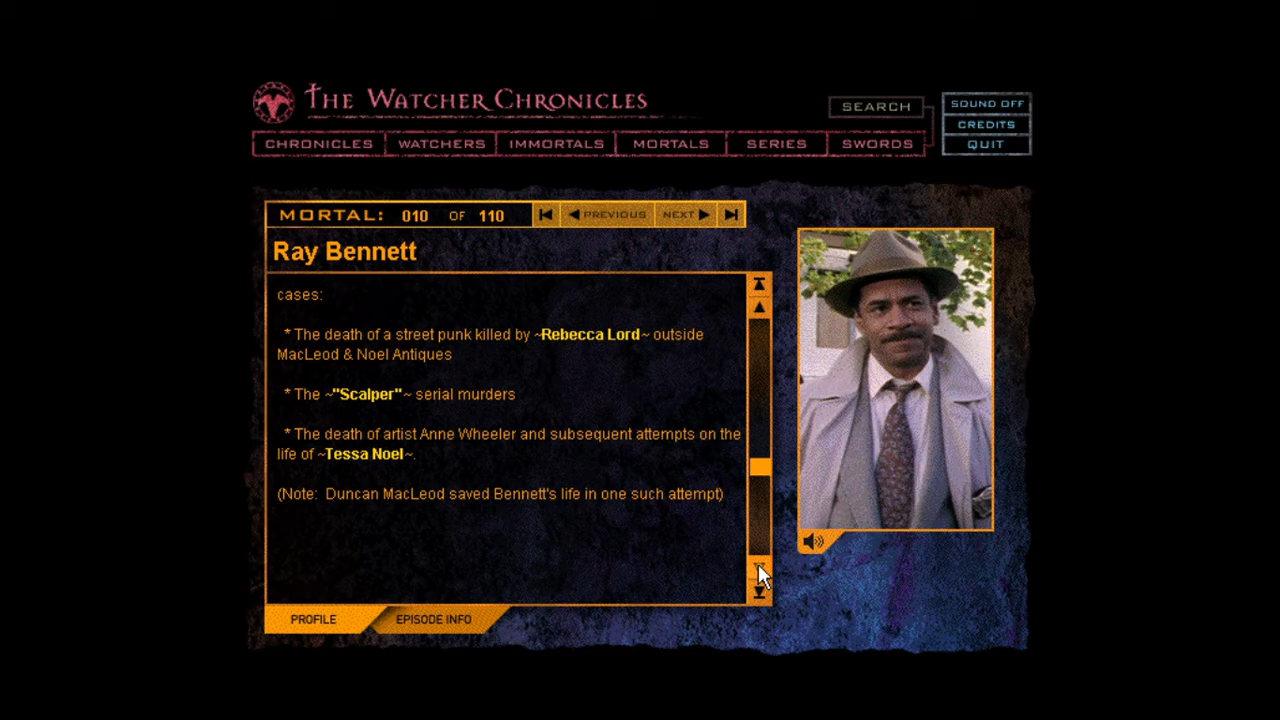 THE WATCHER CHRONICLES
SEARCH
SOUND OFF
CREDITS
QUIT
CHRONICLES WATCHERS IMMORTALS MORTALS SERIES SWORDS
MORTAL: 010 OF 110 PREVIOUS NEXT
Ray Bennett
cases:
* The death of a street punk killed by ~Rebecca Lord~ outside
MacLeod & Noel Antiques
* The ~"Scalper"~ serial murders
* The death of artist Anne Wheeler and subsequent attempts on the
life of ~Tessa Noel~.
(Note: Duncan MacLeod saved Bennett's life in one such attempt)
PROFILE EPISODE INFO